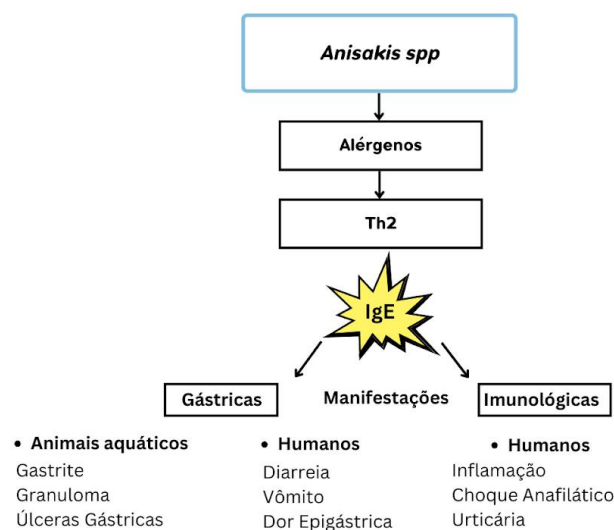 Anisakis spp
Alérgenos
Th2
IgE
Gástricas
Manifestações
Imunológicas
• Animais aquáticos
Gastrite
Granuloma
Úlceras Gástricas
• Humanos
Diarreia
Vômito
Dor Epigástrica
• Humanos
Inflamação
Choque Anafilático
Urticária